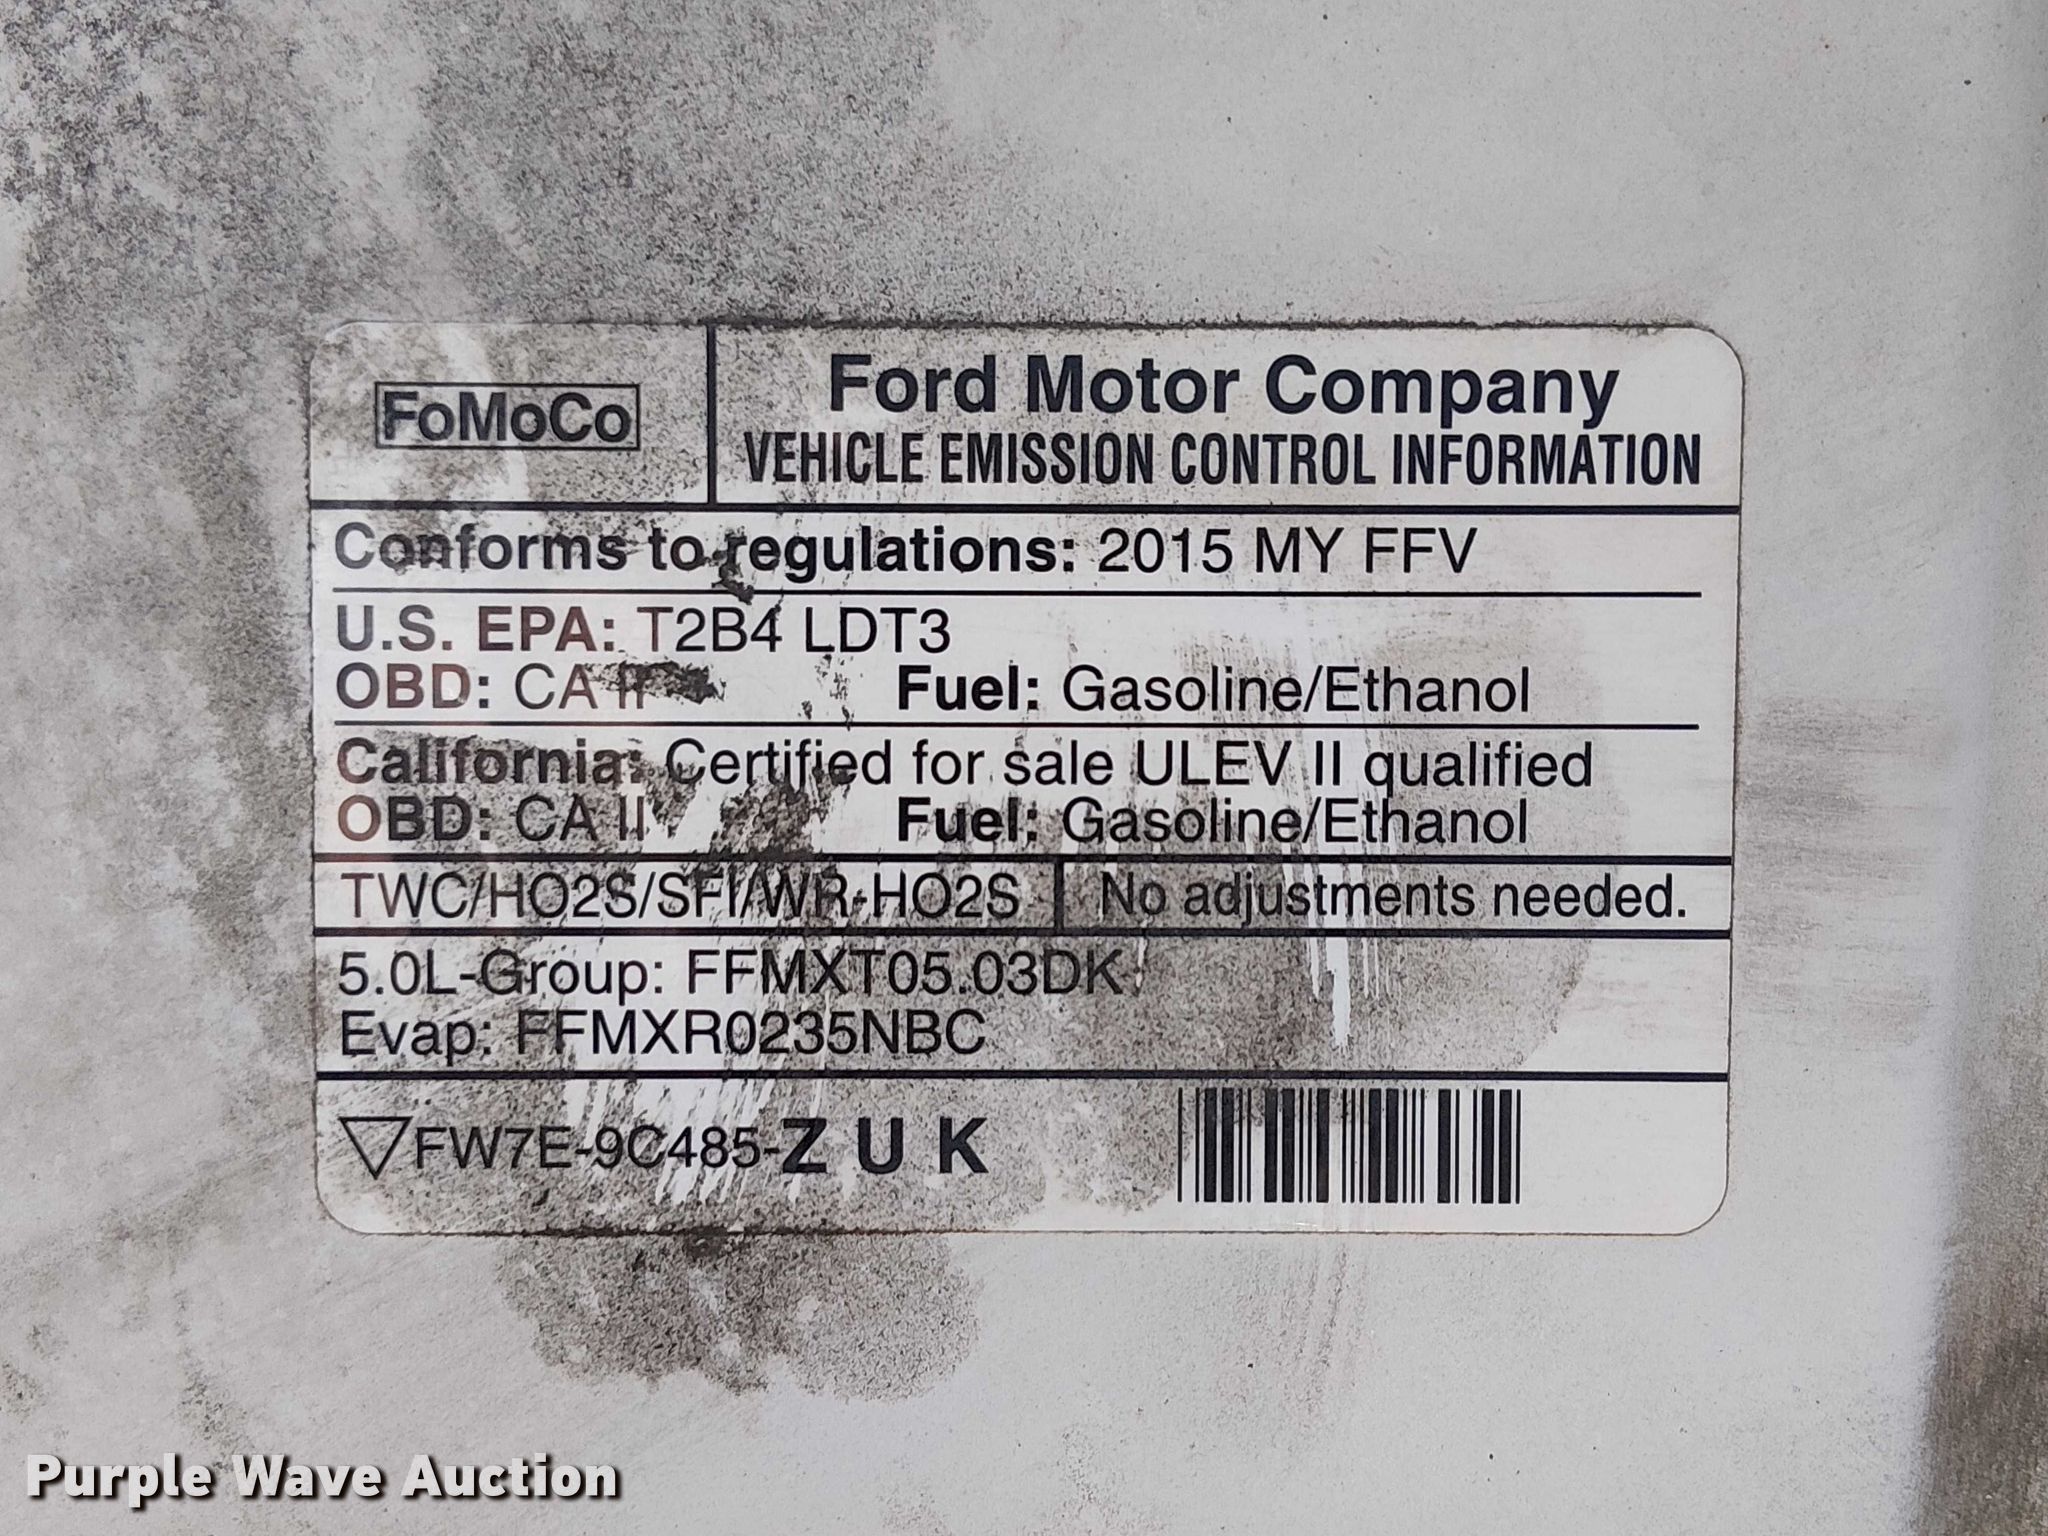 FoMoCo
Ford Motor Company
VEHICLE EMISSION CONTROL INFORMATION
Conforms to regulations: 2015 MY FFV
U.S. EPA: T2B4 LDT3
OBD: CA II Fuel: Gasoline/Ethanol
California: Certified for sale ULEV II qualified
OBD: CA II Fuel: Gasoline/Ethanol
TWC/HO2S/SFI/WR-HO2S No adjustments needed.
5.0L-Group: FFMXT05.03DK
Evap: FFMXR0235NBC
FW7E-9C485-Z U K
Purple Wave Auction